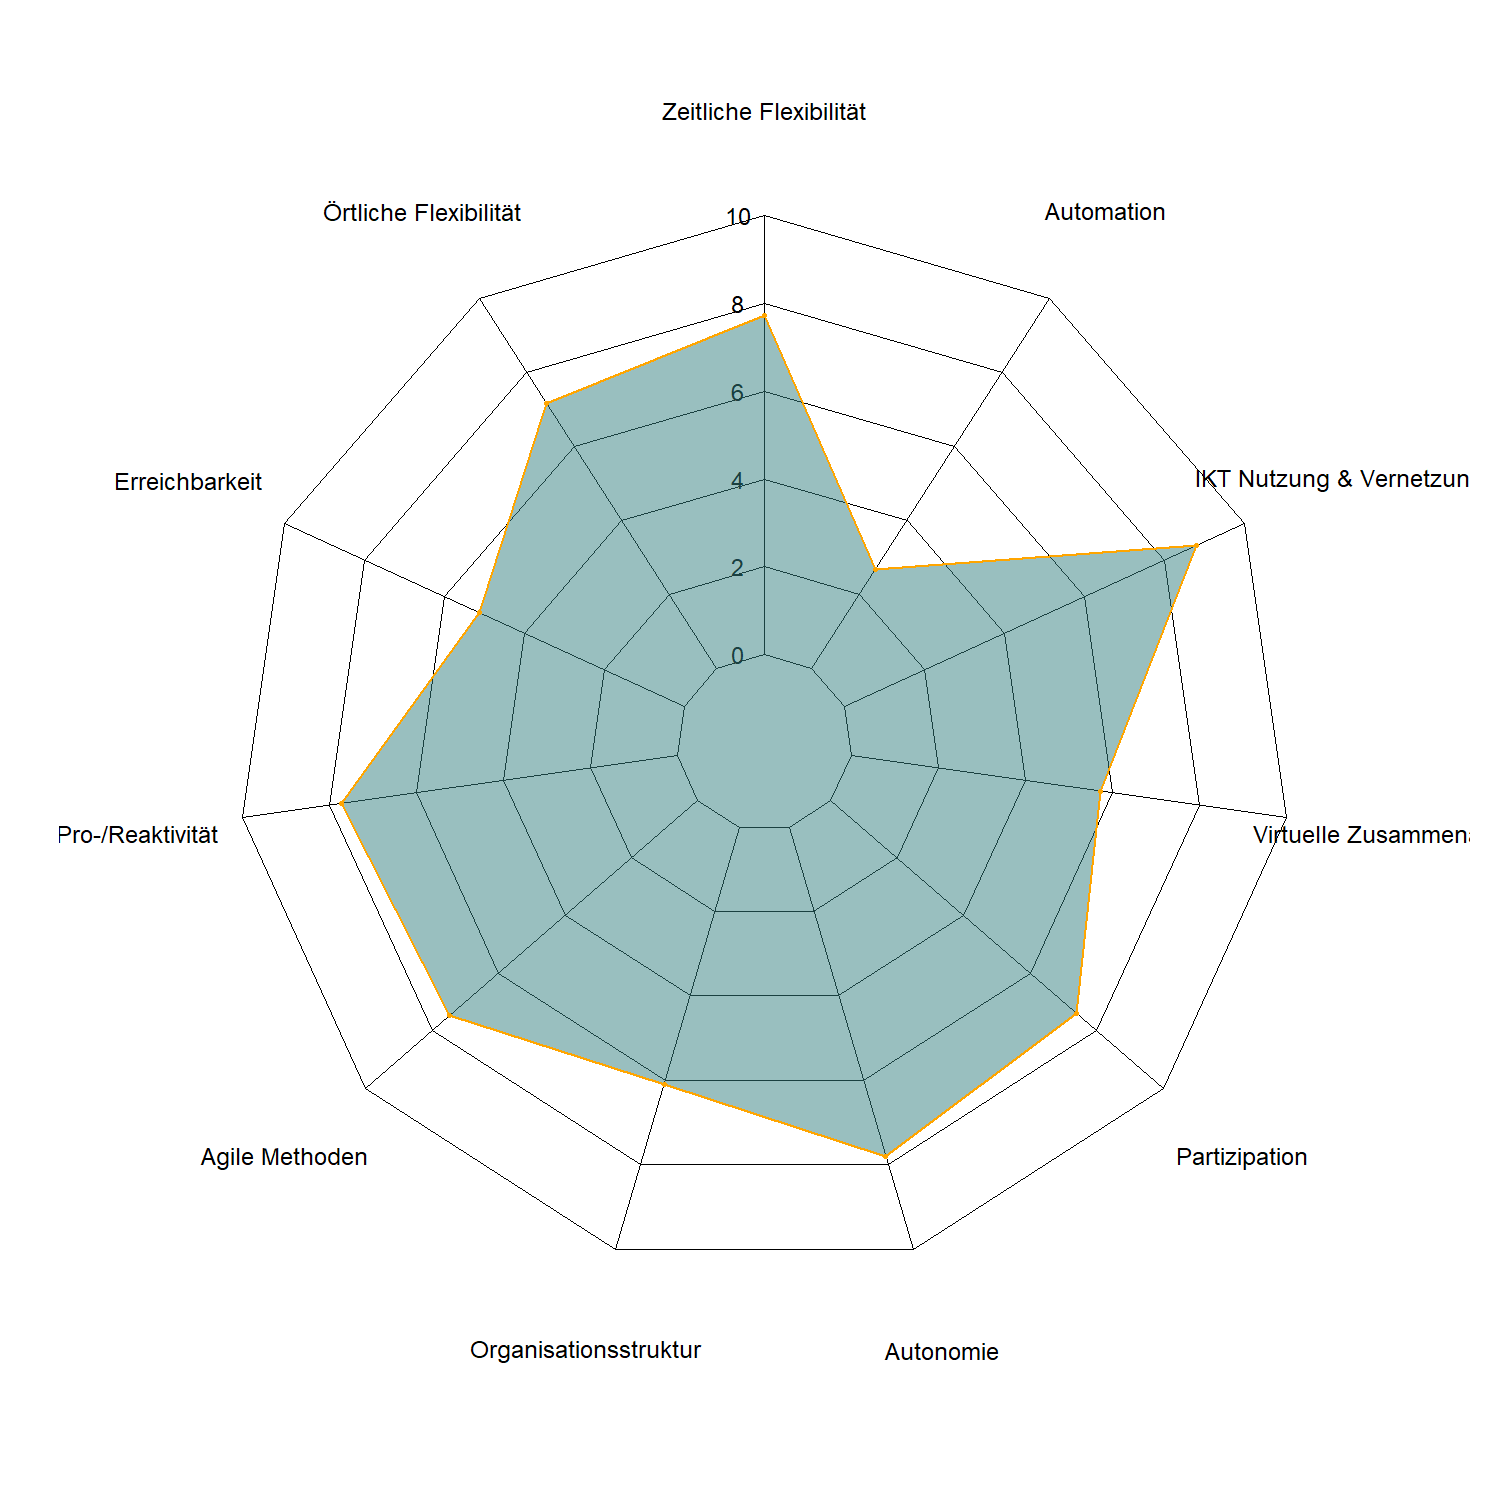 Zeitliche Flexibilität
Örtliche Flexibilität
Automation
10
8
6
4
2
0
Erreichbarkeit
IKT Nutzung & Vernetzun
Pro-/Reaktivität
Virtuelle Zusammena
Agile Methoden
Partizipation
Organisationsstruktur
Autonomie